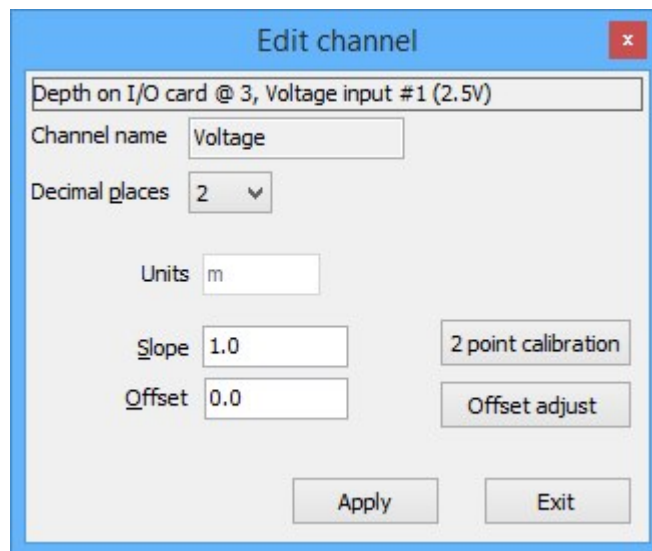 Edit channel
x
Depth on I/O card @ 3, Voltage input #1 (2.5V)
Channel name Voltage
Decimal places 2
Units m
Slope 1.0 2 point calibration
Offset 0.0 Offset adjust
Apply Exit